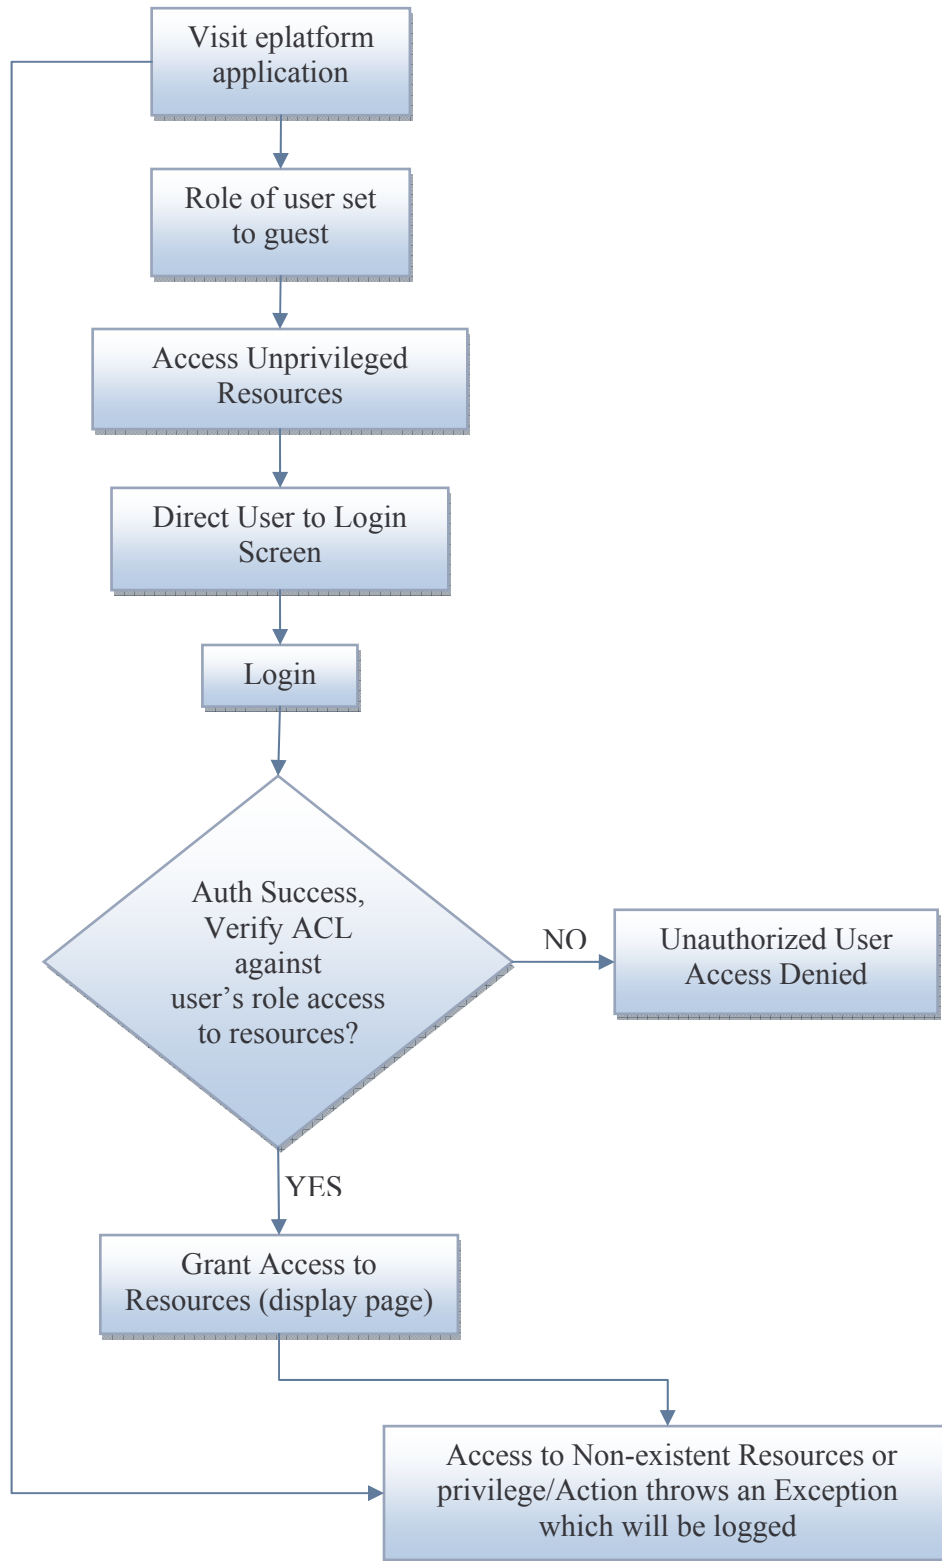 Visit eplatform
application
Role of user set
to guest
Access Unprivileged
Resources
Direct User to Login
Screen
Login
Auth Success,
Verify ACL
against
user’s role access
to resources?
NO
Unauthorized User
Access Denied
YES
Grant Access to
Resources (display page)
Access to Non-existent Resources or
privilege/Action throws an Exception
which will be logged